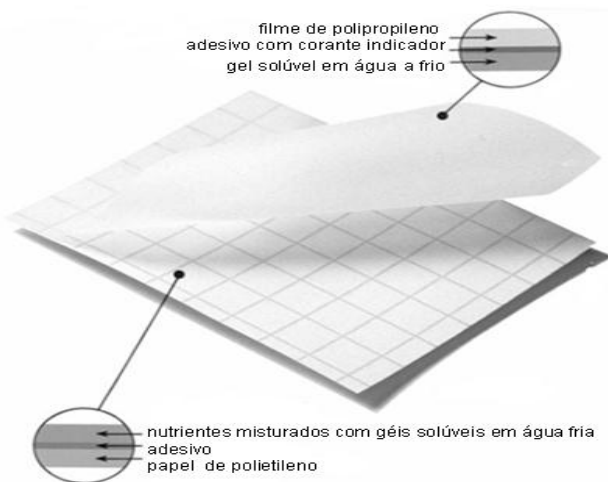 filme de polipropileno
adesivo com corante indicador
gel solúvel em água a frio
nutrientes misturados com géis solúveis em água fria
adesivo
papel de polietileno